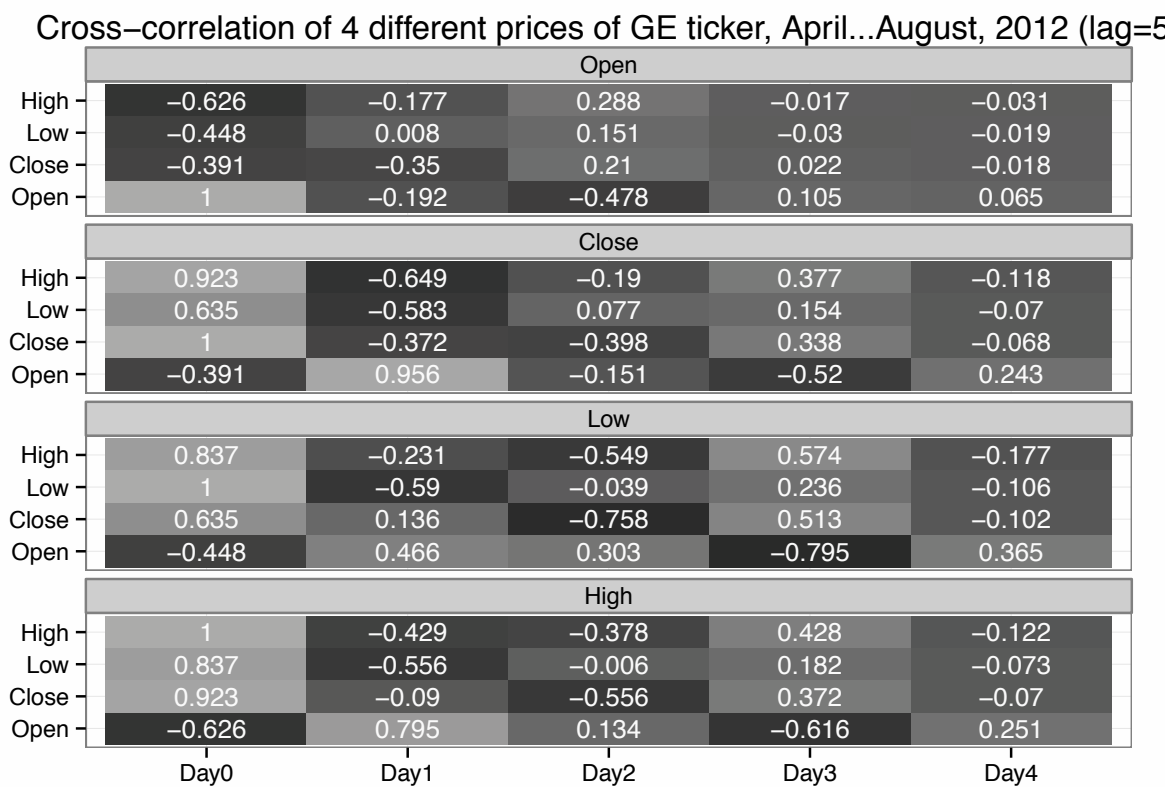 Cross−correlation of 4 different prices of GE ticker, April...August, 2012 (lag=5
Open
High −0.626 −0.177 0.288 −0.017 −0.031
Low −0.448 0.008 0.151 −0.03 −0.019
Close −0.391 −0.35 0.21 0.022 −0.018
Open 1 −0.192 −0.478 0.105 0.065
Close
High 0.923 −0.649 −0.19 0.377 −0.118
Low 0.635 −0.583 0.077 0.154 −0.07
Close 1 −0.372 −0.398 0.338 −0.068
Open −0.391 0.956 −0.151 −0.52 0.243
Low
High 0.837 −0.231 −0.549 0.574 −0.177
Low 1 −0.59 −0.039 0.236 −0.106
Close 0.635 0.136 −0.758 0.513 −0.102
Open −0.448 0.466 0.303 −0.795 0.365
High
High 1 −0.429 −0.378 0.428 −0.122
Low 0.837 −0.556 −0.006 0.182 −0.073
Close 0.923 −0.09 −0.556 0.372 −0.07
Open −0.626 0.795 0.134 −0.616 0.251
Day0 Day1 Day2 Day3 Day4